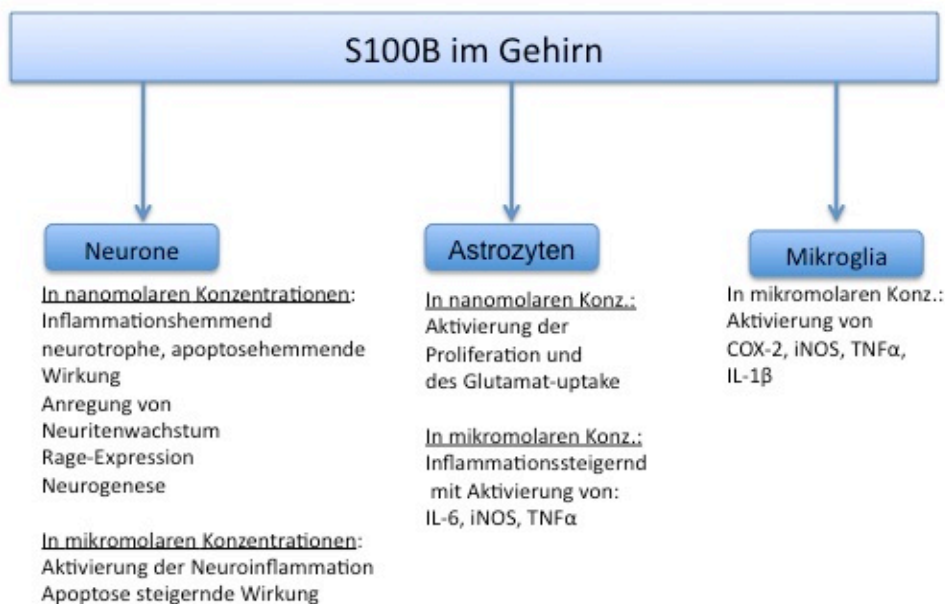 S100B im Gehirn
Neurone
In nanomolaren Konzentrationen:
Inflammationshemmend
neurotrophe, apoptosehemmende
Wirkung
Anregung von
Neuritenwachstum
Rage-Expression
Neurogenese
In mikromolaren Konzentrationen:
Aktivierung der Neuroinflammation
Apoptose steigernde Wirkung
Astrozyten
In nanomolaren Konz.:
Aktivierung der
Proliferation und
des Glutamat-uptake
In mikromolaren Konz.:
Inflammationssteigernd
mit Aktivierung von:
IL-6, iNOS, TNFα
Mikroglia
In mikromolaren Konz.:
Aktivierung von
COX-2, iNOS, TNFα,
IL-1β